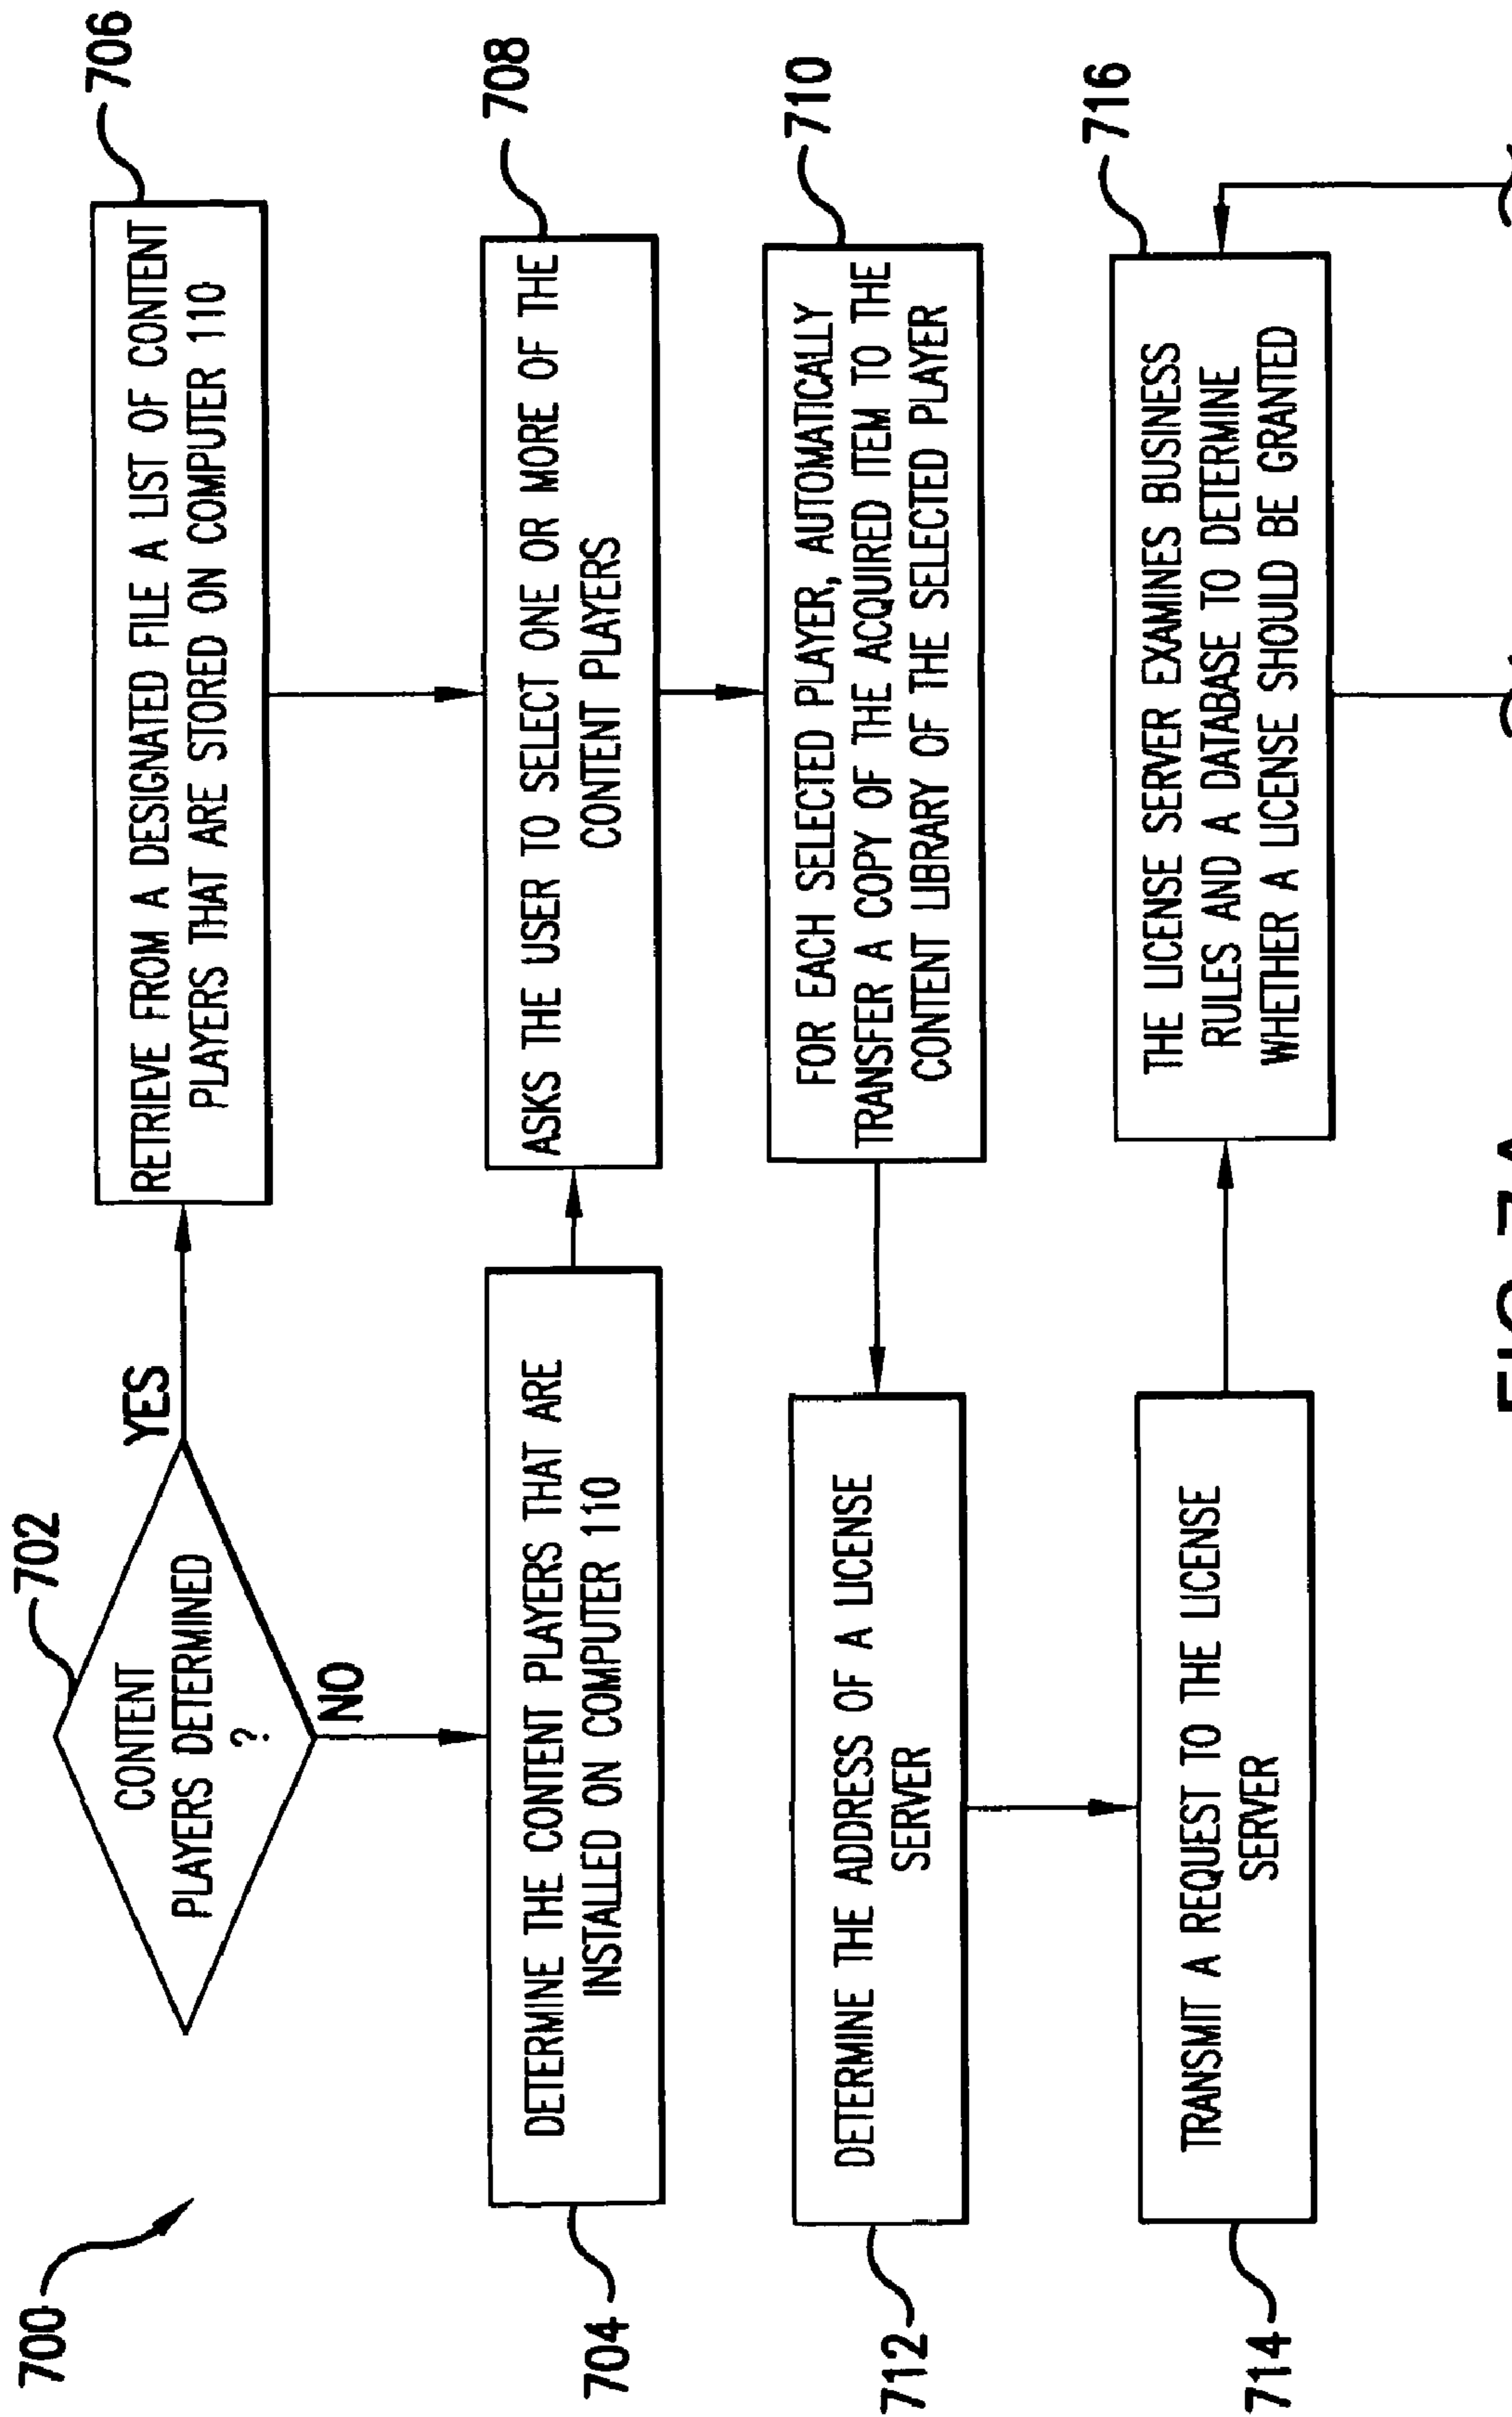 700
702
CONTENT
PLAYERS DETERMINED
?
YES
NO
706
RETRIEVE FROM A DESIGNATED FILE A LIST OF CONTENT
PLAYERS THAT ARE STORED ON COMPUTER 110
704
DETERMINE THE CONTENT PLAYERS THAT ARE
INSTALLED ON COMPUTER 110
708
ASKS THE USER TO SELECT ONE OR MORE OF THE
CONTENT PLAYERS
710
FOR EACH SELECTED PLAYER, AUTOMATICALLY
TRANSFER A COPY OF THE ACQUIRED ITEM TO THE
CONTENT LIBRARY OF THE SELECTED PLAYER
712
DETERMINE THE ADDRESS OF A LICENSE
SERVER
714
TRANSMIT A REQUEST TO THE LICENSE
SERVER
716
THE LICENSE SERVER EXAMINES BUSINESS
RULES AND A DATABASE TO DETERMINE
WHETHER A LICENSE SHOULD BE GRANTED